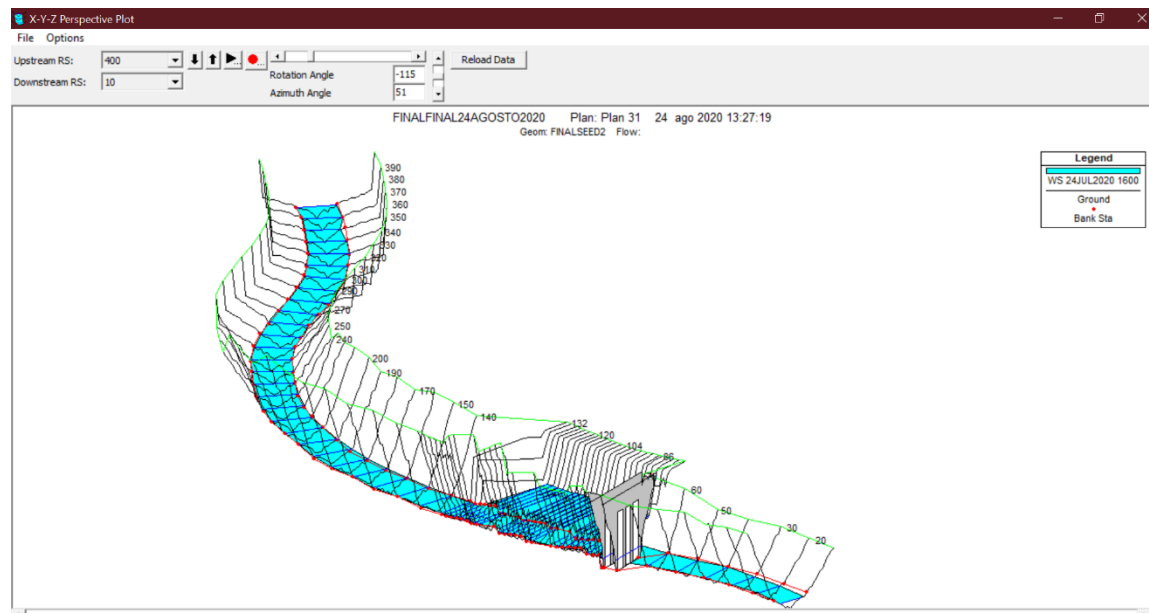 X-Y-Z Perspective Plot
File Options
Upstream RS: 400
Downstream RS: 10
Rotation Angle -115
Azimuth Angle 51
Reload Data
FINALFINAL24AGOSTO2020 Plan: Plan 31 24 ago 2020 13:27:19
Geom: FINALSEED2 Flow:
Legend
WS 24JUL2020 1600
Ground
Bank Sta
390
380
370
360
350
340
330
320
310
300
290
270
250
240
200
190
170
150
140
132
120
104
86
60
50
30
20